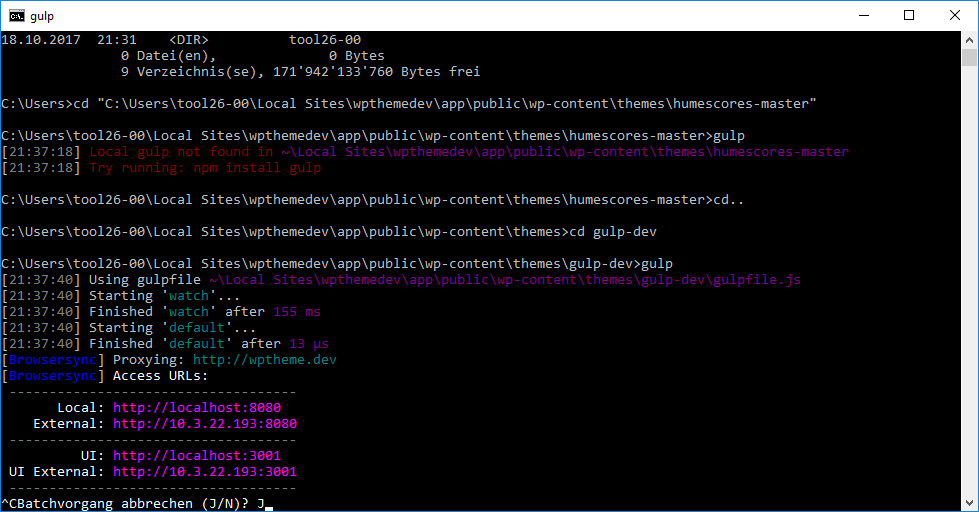 gulp
18.10.2017  21:31    <DIR>          tool26-00
               0 Datei(en),              0 Bytes
               9 Verzeichnis(se), 171'942'133'760 Bytes frei
C:\Users>cd "C:\Users\tool26-00\Local Sites\wpthemedev\app\public\wp-content\themes\humescores-master"
C:\Users\tool26-00\Local Sites\wpthemedev\app\public\wp-content\themes\humescores-master>gulp
[21:37:18] Local gulp not found in ~\Local Sites\wpthemedev\app\public\wp-content\themes\humescores-master
[21:37:18] Try running: npm install gulp
C:\Users\tool26-00\Local Sites\wpthemedev\app\public\wp-content\themes\humescores-master>cd..
C:\Users\tool26-00\Local Sites\wpthemedev\app\public\wp-content\themes>cd gulp-dev
C:\Users\tool26-00\Local Sites\wpthemedev\app\public\wp-content\themes\gulp-dev>gulp
[21:37:40] Using gulpfile ~\Local Sites\wpthemedev\app\public\wp-content\themes\gulp-dev\gulpfile.js
[21:37:40] Starting 'watch'...
[21:37:40] Finished 'watch' after 155 ms
[21:37:40] Starting 'default'...
[21:37:40] Finished 'default' after 13 µs
[Browsersync] Proxying: http://wptheme.dev
[Browsersync] Access URLs:
 ------------------------------------
       Local: http://localhost:8080
    External: http://10.3.22.193:8080
 ------------------------------------
          UI: http://localhost:3001
 UI External: http://10.3.22.193:3001
 ------------------------------------
^CBatchvorgang abbrechen (J/N)? J